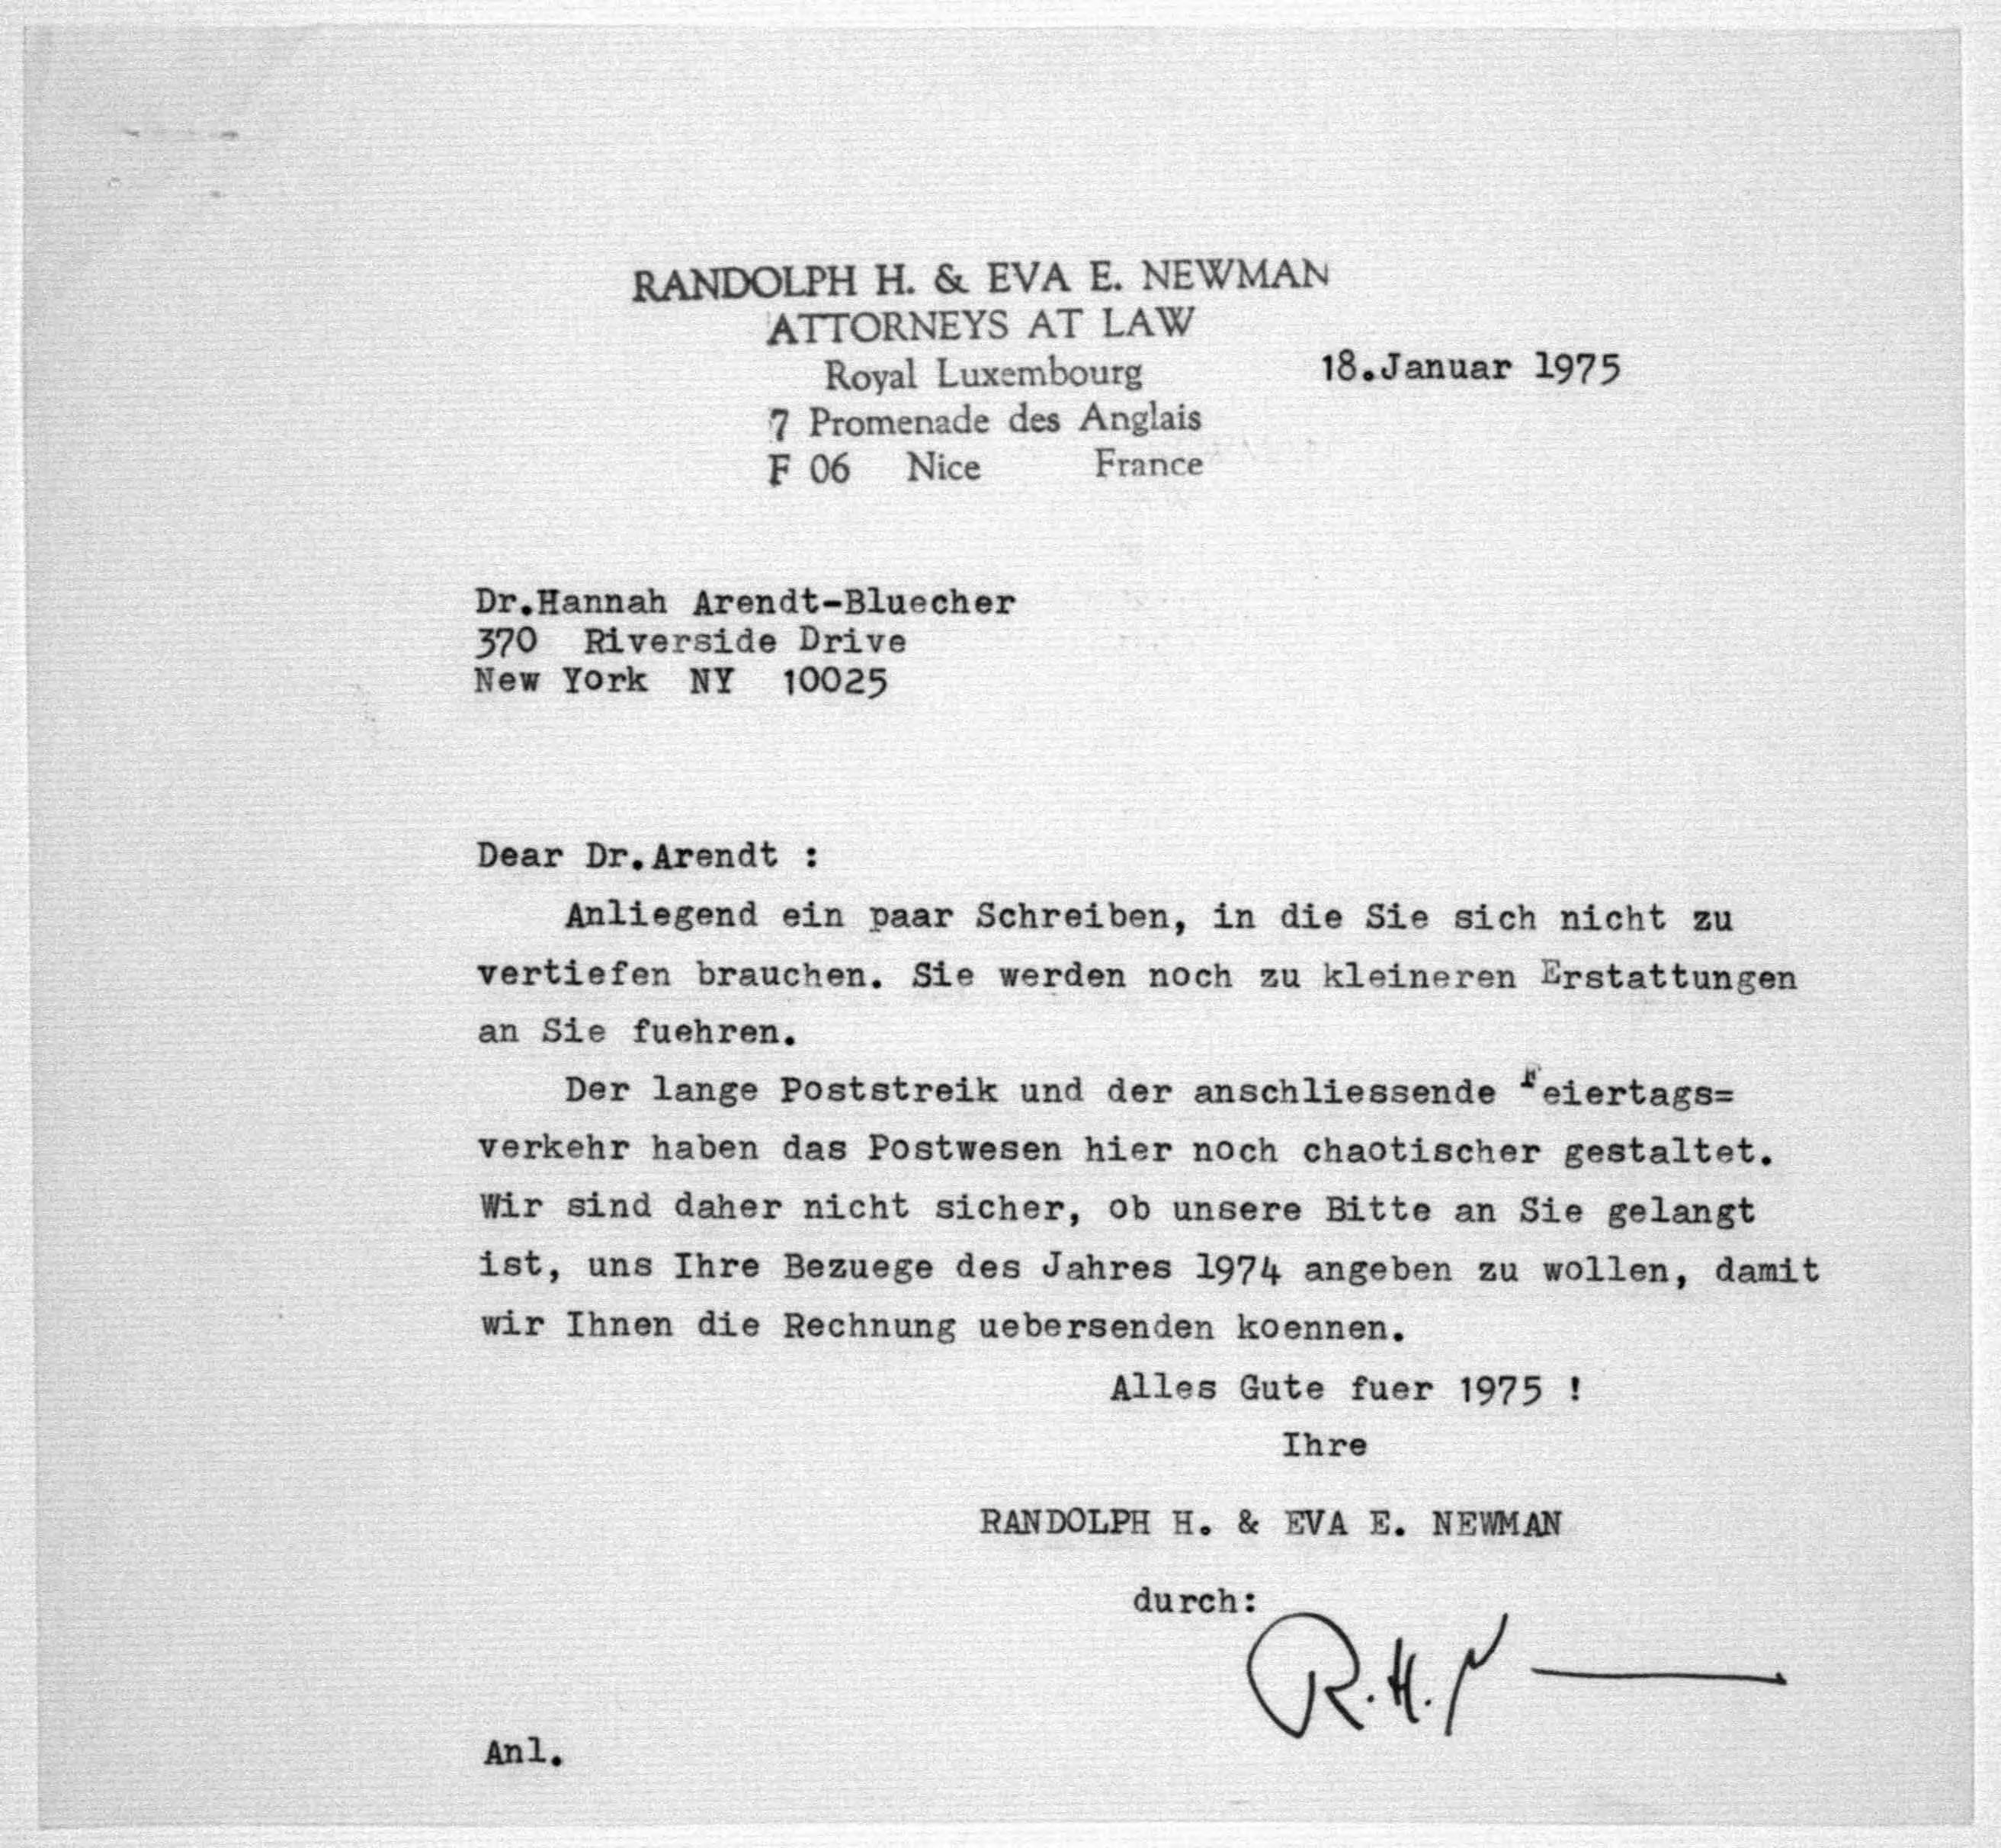 RANDOLPH H. & EVA E. NEWMAN
ATTORNEYS AT LAW
Royal Luxembourg
18.Januar 1975
7 Promenade des Anglais
F 06 Nice France
Dr.Hannah Arendt-Bluecher
370 Riverside Drive
New York NY 10025
Dear Dr.Arendt :
Anliegend ein paar Schreiben, in die Sie sich nicht zu
vertiefen brauchen. Sie werden noch zu kleineren Erstattungen
an Sie fuehren.
Der lange Poststreik und der anschliessende Feiertags=
verkehr haben das Postwesen hier noch chaotischer gestaltet.
Wir sind daher nicht sicher, ob unsere Bitte an Sie gelangt
ist, uns Ihre Bezuege des Jahres 1974 angeben zu wollen, damit
wir Ihnen die Rechnung uebersenden koennen.
Alles Gute fuer 1975 !
Ihre
RANDOLPH H. & EVA E. NEWMAN
durch:
R.H.N
Anl.